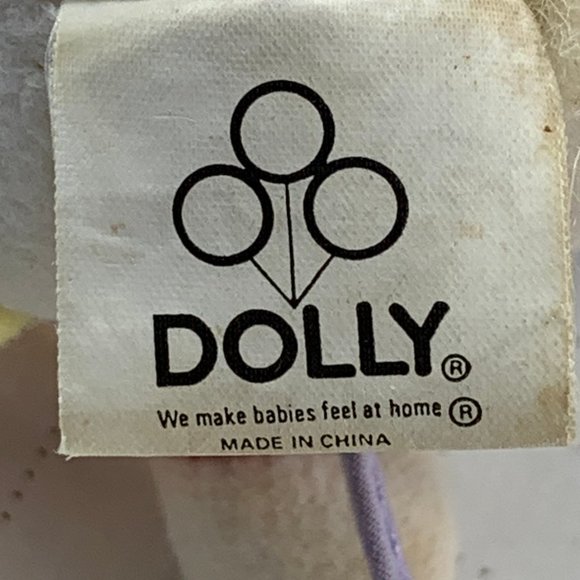 DOLLY®
We make babies feel at home ®
MADE IN CHINA